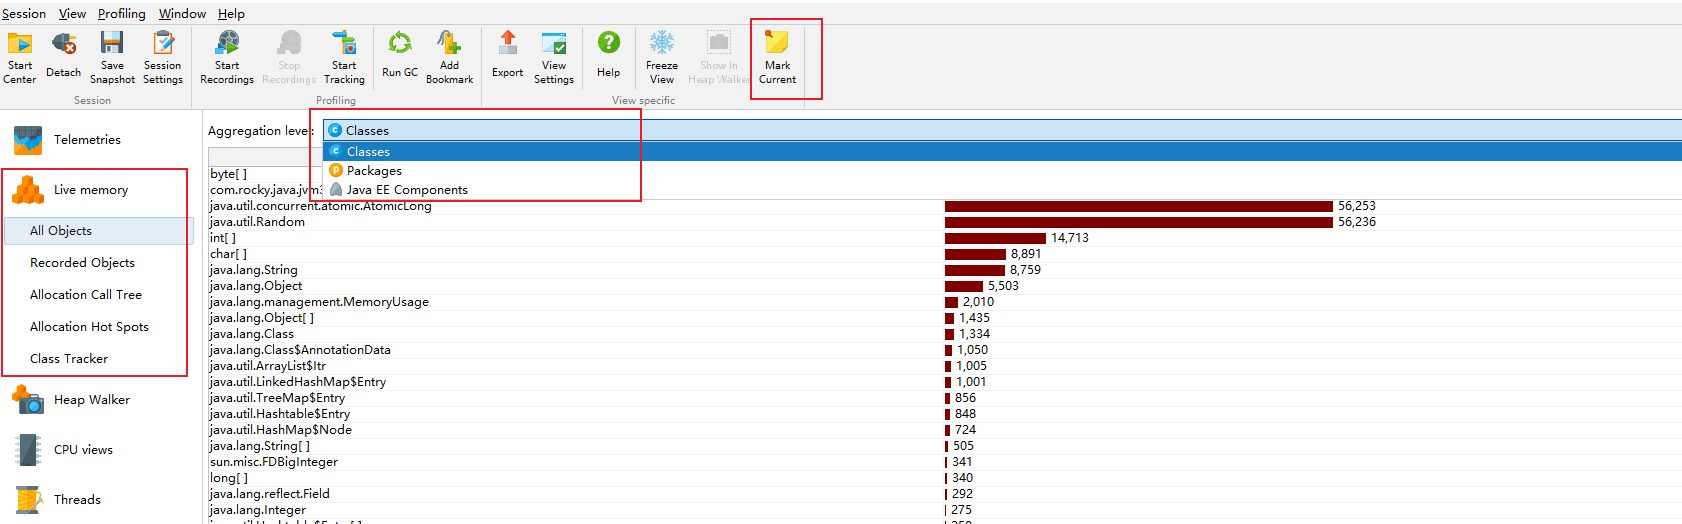 Session View Profiling Window Help
Start Center
Detach
Save Snapshot
Session Settings
Start Recordings
Stop Recordings
Start Tracking
Run GC
Add Bookmark
Export
View Settings
Help
Freeze View
Show In Heap Walker
Mark Current
Session
Profiling
View specific
Telemetries
Live memory
All Objects
Recorded Objects
Allocation Call Tree
Allocation Hot Spots
Class Tracker
Heap Walker
CPU views
Threads
Aggregation level: Classes
Classes
Packages
Java EE Components
byte[ ]
com.rocky.java.jvm3
java.util.concurrent.atomic.AtomicLong 56,253
java.util.Random 56,236
int[ ] 14,713
char[ ] 8,891
java.lang.String 8,759
java.lang.Object 5,503
java.lang.management.MemoryUsage 2,010
java.lang.Object[ ] 1,435
java.lang.Class 1,334
java.lang.Class$AnnotationData 1,050
java.util.ArrayList$Itr 1,005
java.util.LinkedHashMap$Entry 1,001
java.util.TreeMap$Entry 856
java.util.Hashtable$Entry 848
java.util.HashMap$Node 724
java.lang.String[ ] 505
sun.misc.FDBigInteger 341
long[ ] 340
java.lang.reflect.Field 292
java.lang.Integer 275